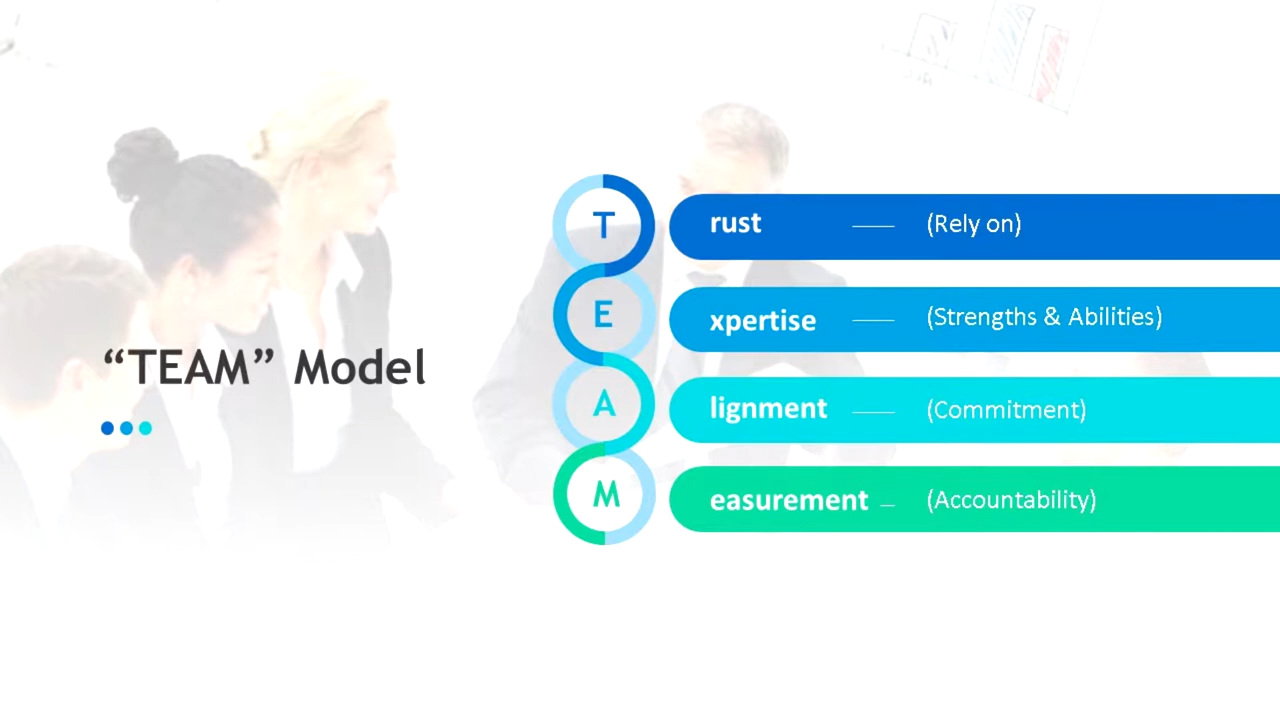 “TEAM” Model
T rust — (Rely on)
E xpertise — (Strengths & Abilities)
A lignment — (Commitment)
M easurement — (Accountability)